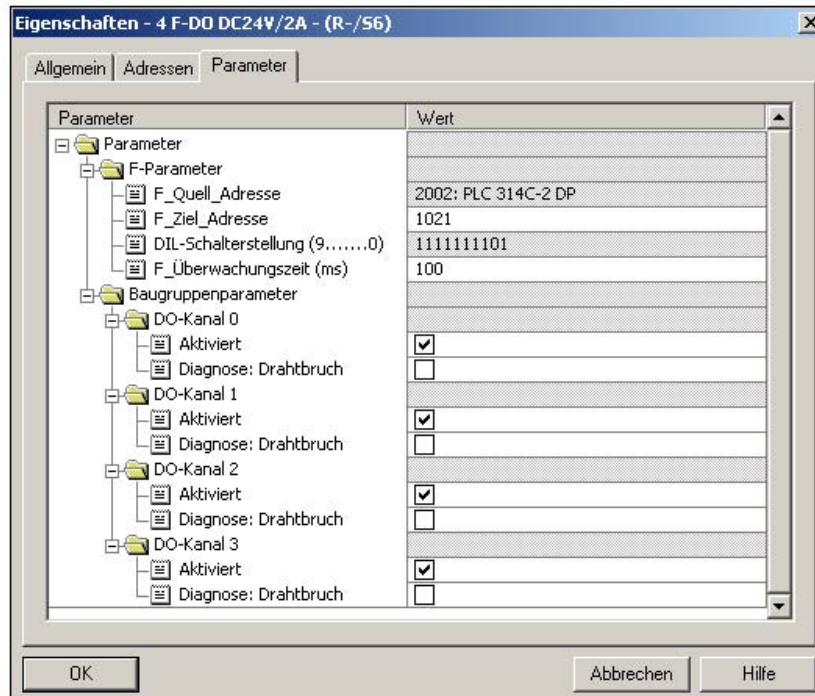 Eigenschaften - 4 F-DO DC24V/2A - (R-/S6)
Allgemein Adressen Parameter
Parameter Wert
Parameter
F-Parameter
F_Quell_Adresse 2002: PLC 314C-2 DP
F_Ziel_Adresse 1021
DIL-Schalterstellung (9.......0) 1111111101
F_Überwachungszeit (ms) 100
Baugruppenparameter
DO-Kanal 0
Aktiviert
Diagnose: Drahtbruch
DO-Kanal 1
Aktiviert
Diagnose: Drahtbruch
DO-Kanal 2
Aktiviert
Diagnose: Drahtbruch
DO-Kanal 3
Aktiviert
Diagnose: Drahtbruch
OK Abbrechen Hilfe